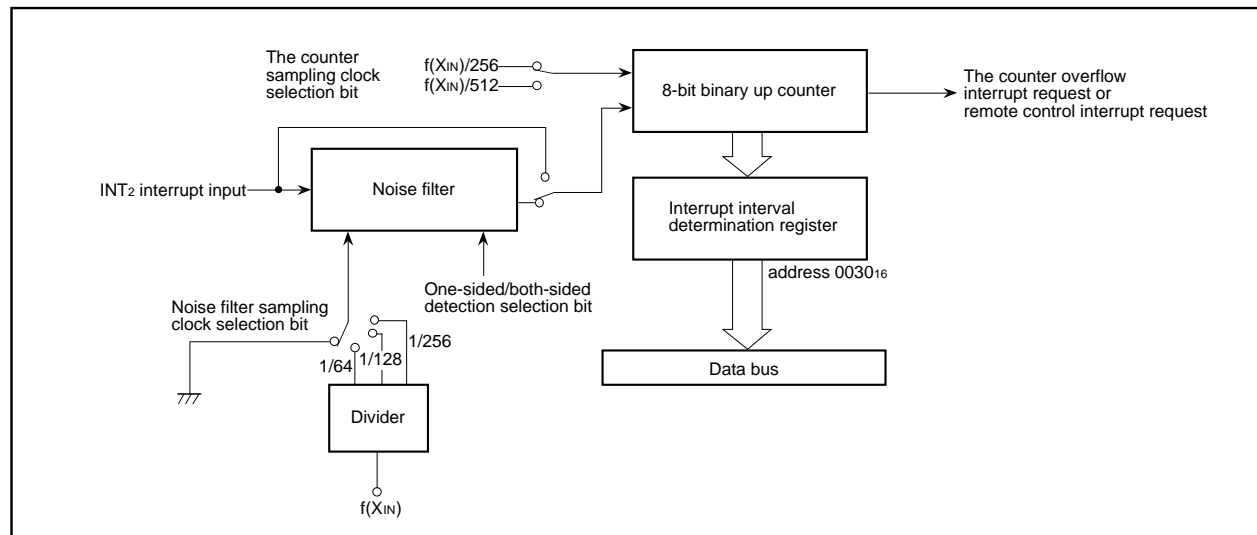 The counter
sampling clock
selection bit
f(XIN)/256
f(XIN)/512
8-bit binary up counter
The counter overflow
interrupt request or
remote control interrupt request
INT2 interrupt input
Noise filter
Interrupt interval
determination register
address 003016
One-sided/both-sided
detection selection bit
Noise filter sampling
clock selection bit
1/64
1/128
1/256
Data bus
Divider
f(XIN)